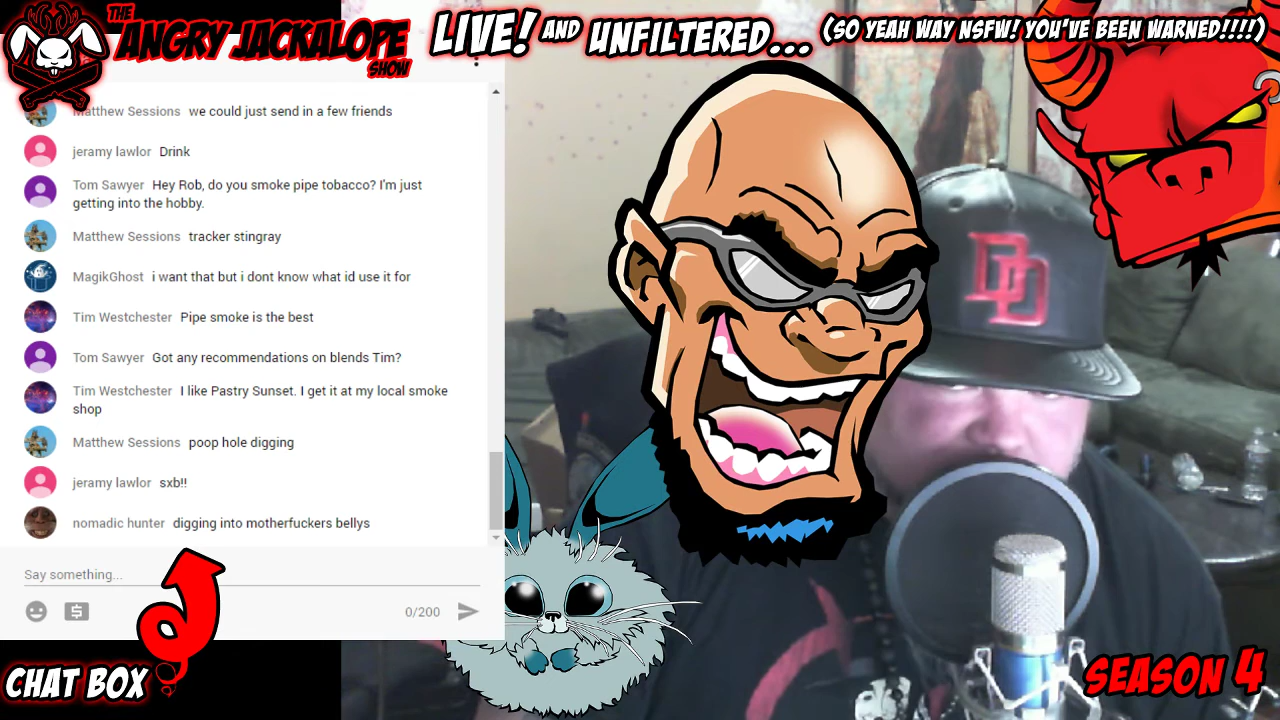 THE
ANGRY JACKALOPE
SHOW
LIVE! AND UNFILTERED... (SO YEAH WAY NSFW! YOU'VE BEEN WARNED!!!!)
Matthew Sessions we could just send in a few friends
jeramy lawlor Drink
Tom Sawyer Hey Rob, do you smoke pipe tobacco? I'm just
getting into the hobby.
Matthew Sessions tracker stingray
MagikGhost i want that but i dont know what id use it for
Tim Westchester Pipe smoke is the best
Tom Sawyer Got any recommendations on blends Tim?
Tim Westchester I like Pastry Sunset. I get it at my local smoke
shop
Matthew Sessions poop hole digging
jeramy lawlor sxb!!
nomadic hunter digging into motherfuckers bellys
Say something...
0/200
CHAT BOX
DD
SEASON 4